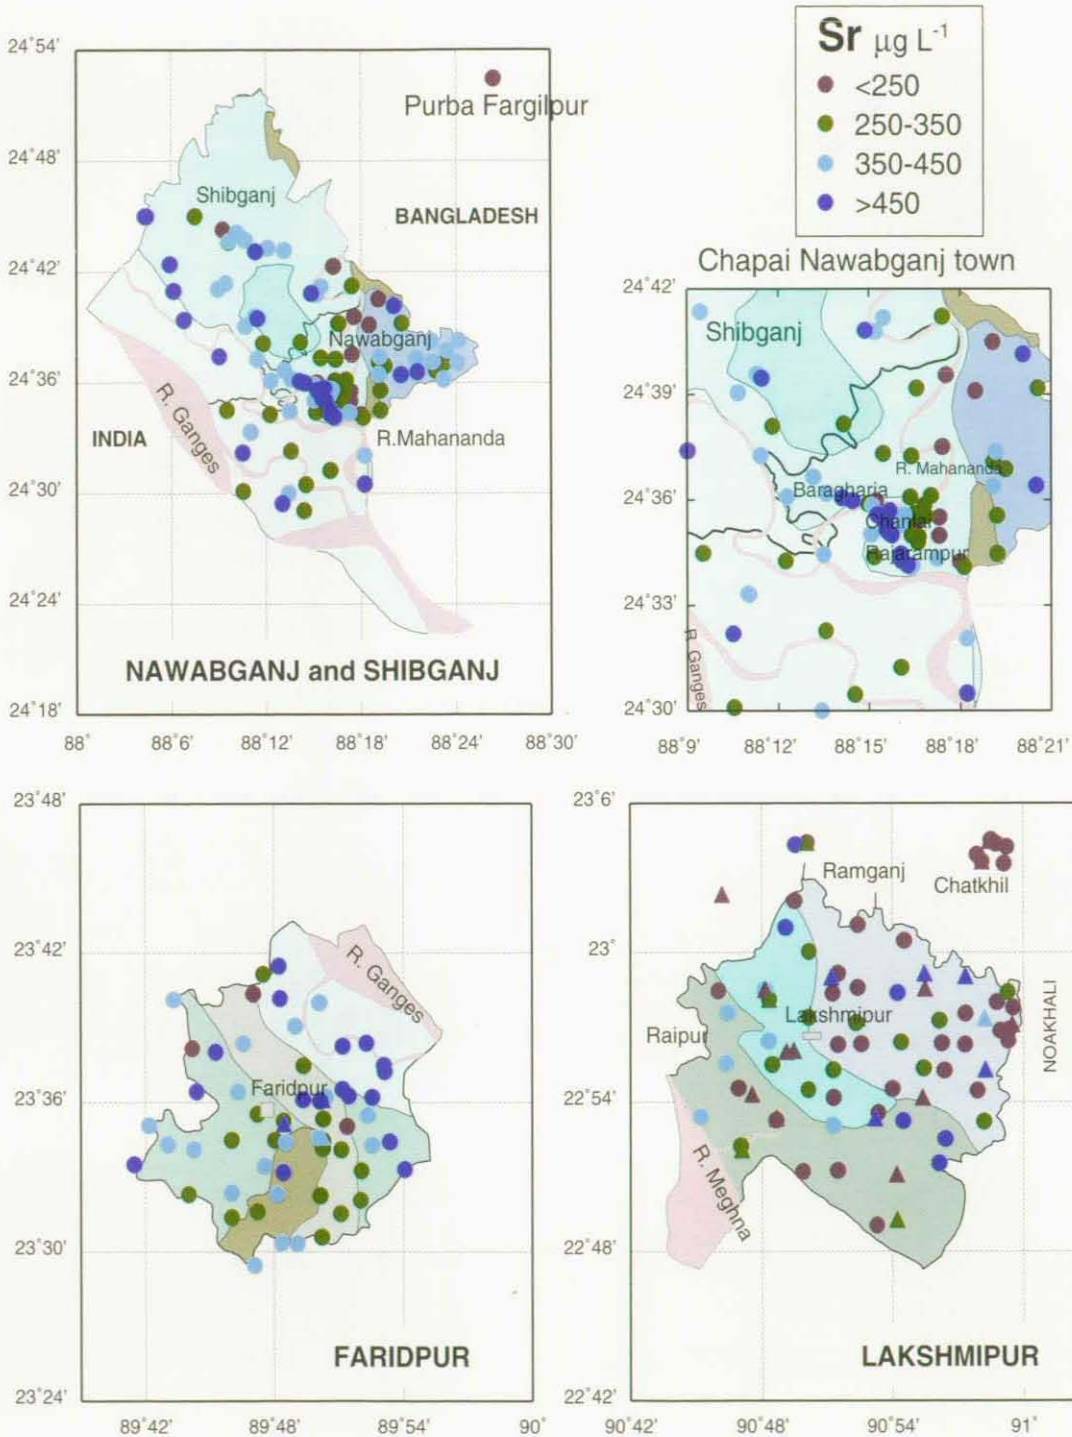 Sr µg L⁻¹
<250
250-350
350-450
>450
24°54'
24°48'
24°42'
24°36'
24°30'
24°24'
24°18'
88°
88°6'
88°12'
88°18'
88°24'
88°30'
Purba Fargilpur
Shibganj
BANGLADESH
Nawabganj
R. Ganges
INDIA
R.Mahananda
NAWABGANJ and SHIBGANJ
Chapai Nawabganj town
24°42'
24°39'
24°36'
24°33'
24°30'
88°9'
88°12'
88°15'
88°18'
88°21'
Shibganj
R. Mahananda
Baragharia
Chanlai
Rajarampur
R. Ganges
23°48'
23°42'
23°36'
23°30'
23°24'
89°42'
89°48'
89°54'
90°
R. Ganges
Faridpur
FARIDPUR
23°6'
23°
22°54'
22°48'
22°42'
90°42'
90°48'
90°54'
91°
Ramganj
Chatkhil
Lakshmipur
Raipur
NOAKHALI
R. Meghna
LAKSHMIPUR